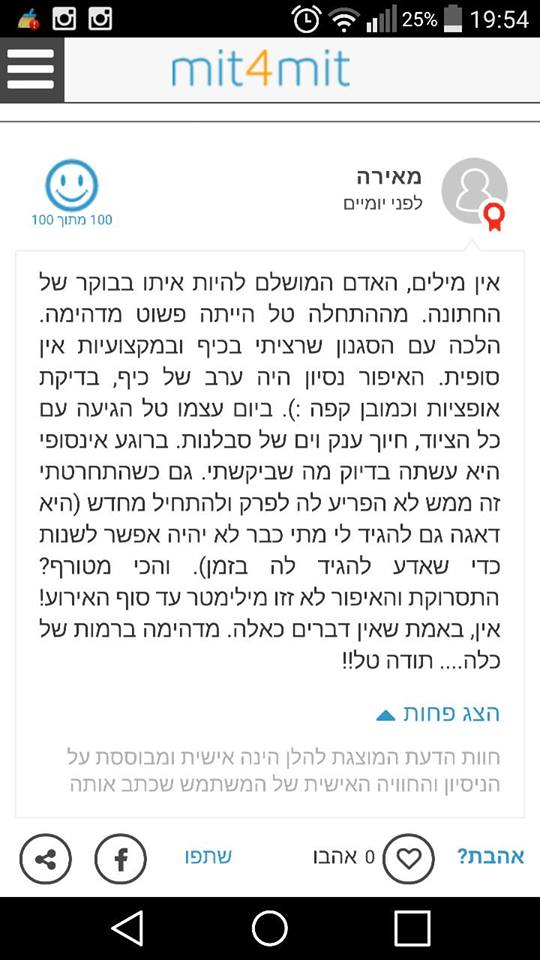 25% 19:54
mit4mit
מאירה
לפני יומיים
100 מתוך 100
אין מילים, האדם המושלם להיות איתו בבוקר של
החתונה. מההתחלה טל הייתה פשוט מדהימה.
הלכה עם הסגנון שרציתי בכיף ובמקצועיות אין
סופית. האיפור נסיון היה ערב של כיף, בדיקת
אופציות וכמובן קפה :). ביום עצמו טל הגיעה עם
כל הציוד, חיוך ענק וים של סבלנות. ברוגע אינסופי
היא עשתה בדיוק מה שביקשתי. גם כשהתחרטתי
זה ממש לא הפריע לה לפרק ולהתחיל מחדש (היא
דאגה גם להגיד לי מתי כבר לא יהיה אפשר לשנות
כדי שאדע להגיד לה בזמן). והכי מטורף?
התסרוקת והאיפור לא זזו מילימטר עד סוף האירוע!
אין, באמת שאין דברים כאלה. מדהימה ברמות של
כלה.... תודה טל!!
הצג פחות
חוות הדעת המוצגת להלן הינה אישית ומבוססת על
הניסיון והחוויה האישית של המשתמש שכתב אותה
אהבת? 0 אהבו שתפו